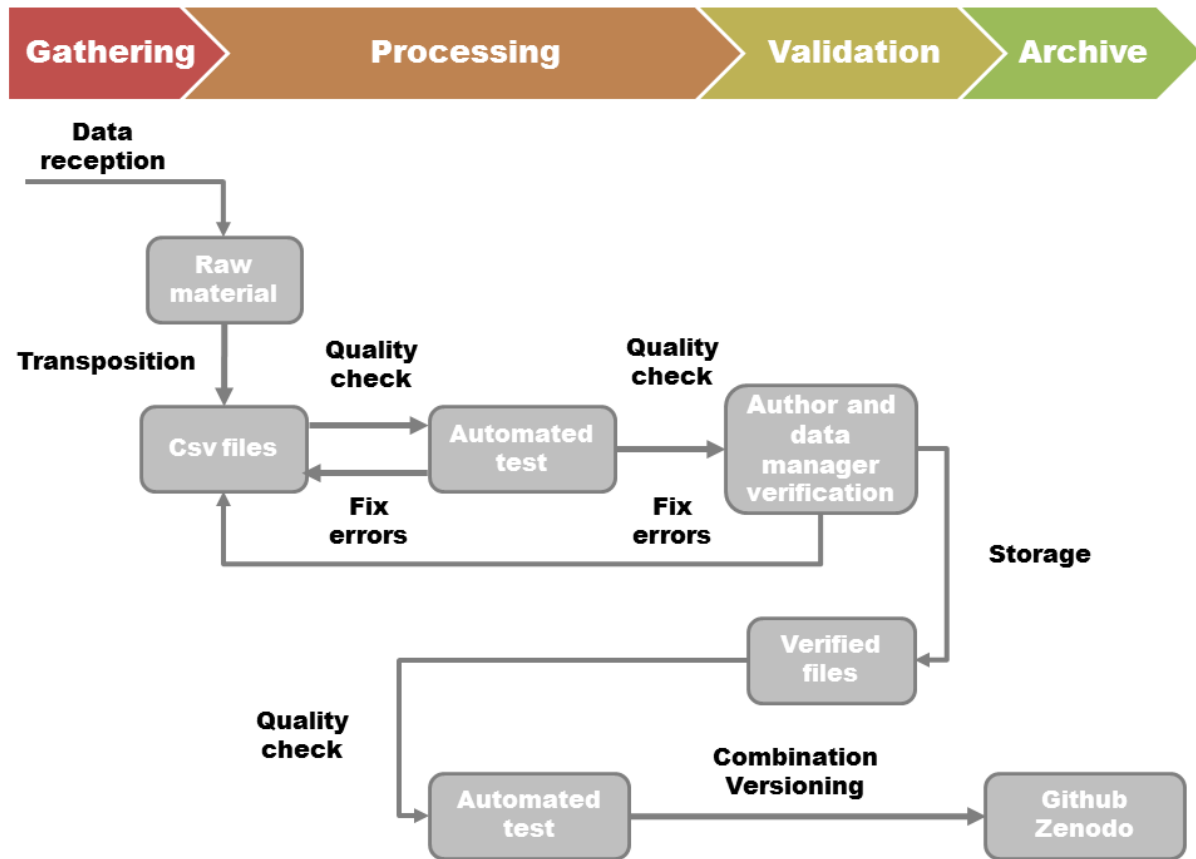 Gathering
Processing
Validation
Archive
Data
reception
Raw
material
Transposition
Quality
check
Quality
check
Csv files
Automated
test
Author and
data
manager
verification
Fix
errors
Fix
errors
Storage
Verified
files
Quality
check
Combination
Versioning
Automated
test
Github
Zenodo